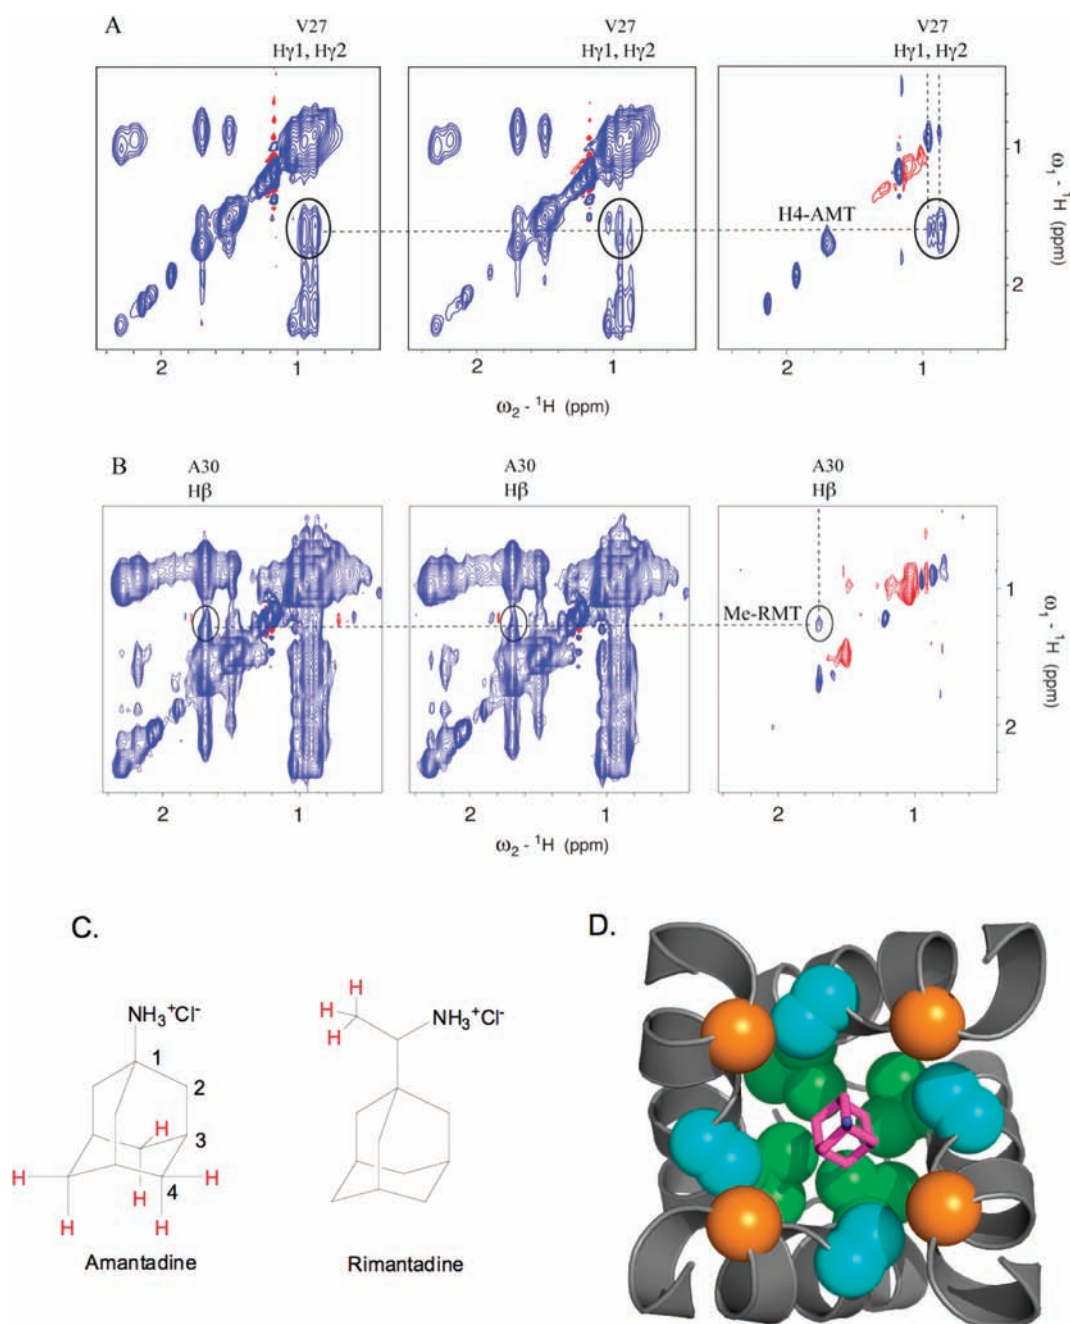 A
V27
Hγ1, Hγ2
V27
Hγ1, Hγ2
V27
Hγ1, Hγ2
H4-AMT
1
2
ω1 - 1H (ppm)
2 1
2 1
2 1
ω2 - 1H (ppm)
B
A30
Hβ
A30
Hβ
A30
Hβ
Me-RMT
1
2
ω1 - 1H (ppm)
2 1
2 1
2 1
ω2 - 1H (ppm)
C.
NH3+Cl-
1
2
3
4
H
H
H
H
H
H
Amantadine
H
H
H
NH3+Cl-
Rimantadine
D.